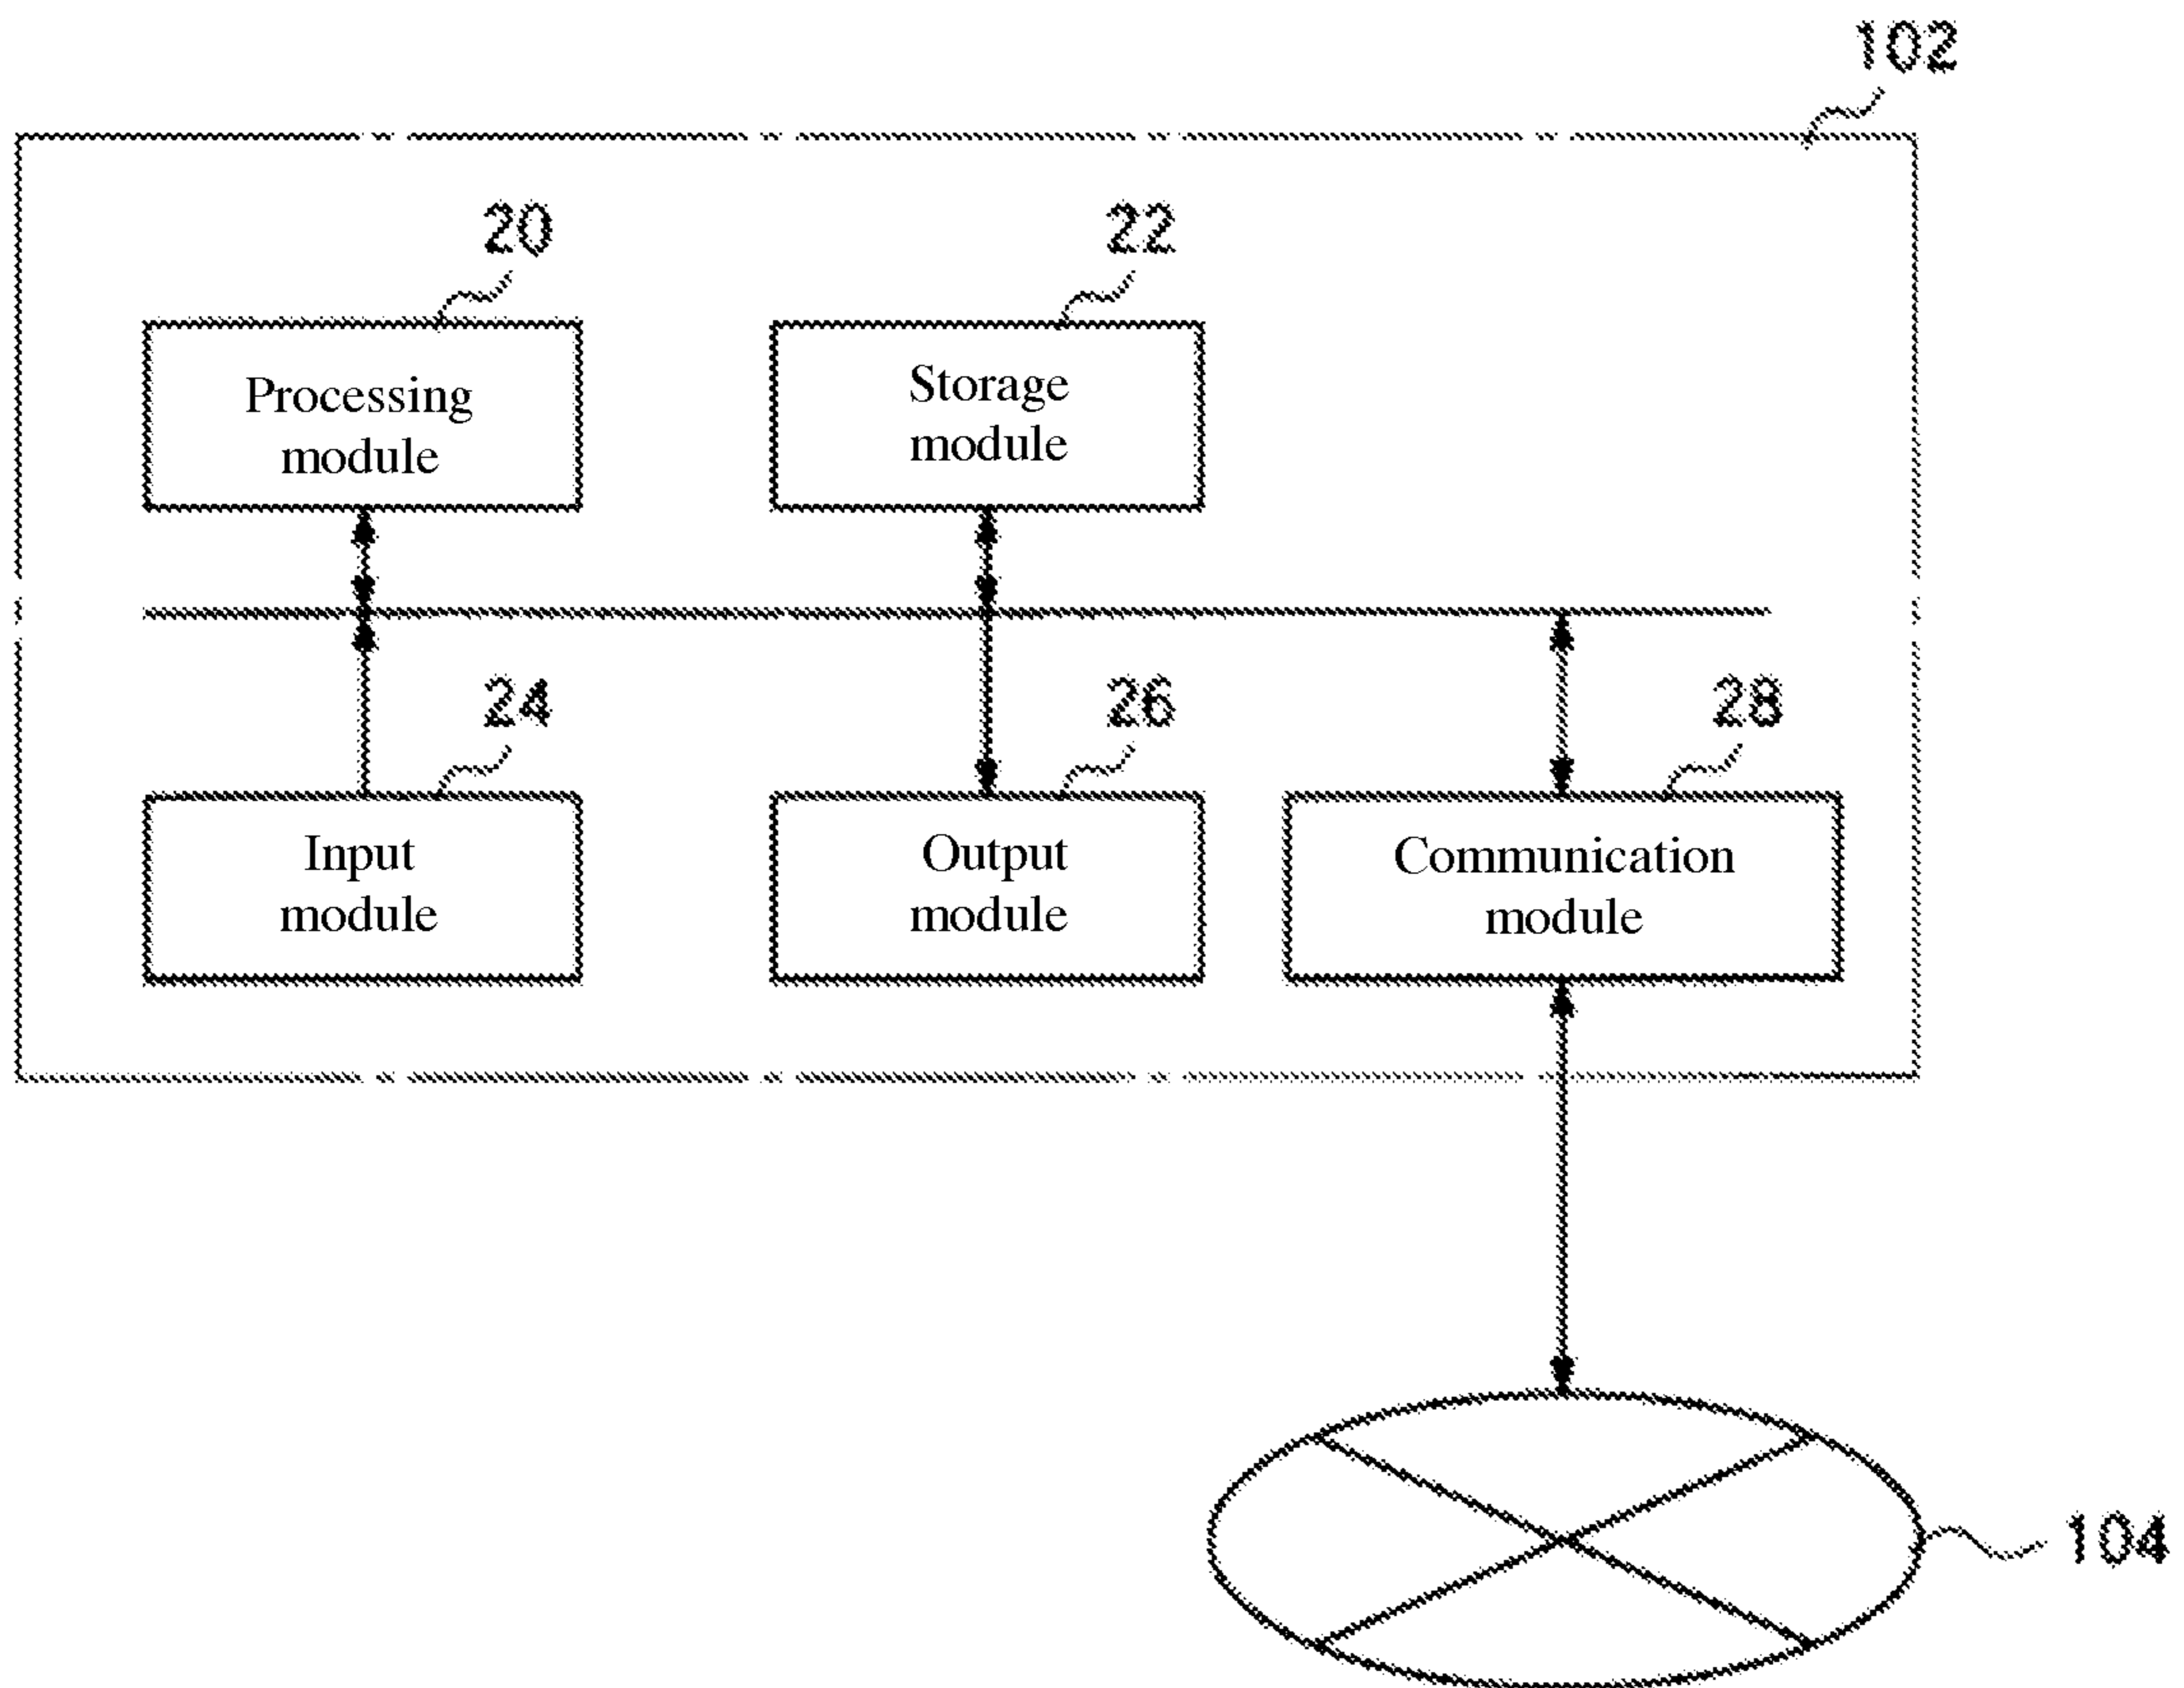 102
20
22
Processing
module
Storage
module
24
26
28
Input
module
Output
module
Communication
module
104